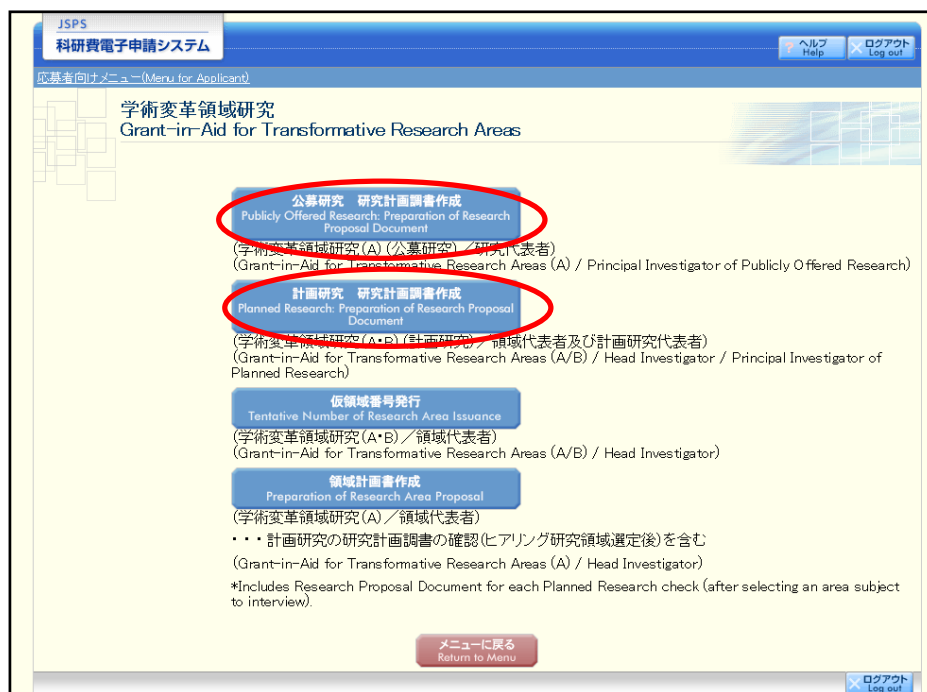 JSPS
科研費電子申請システム
? ヘルプ
Help
ログアウト
Log out
応募者向けメニュー(Menu for Applicant)
学術変革領域研究
Grant-in-Aid for Transformative Research Areas
公募研究 研究計画調書作成
Publicly Offered Research: Preparation of Research
Proposal Document
(学術変革領域研究(A)(公募研究)/研究代表者)
(Grant-in-Aid for Transformative Research Areas (A) / Principal Investigator of Publicly Offered Research)
計画研究 研究計画調書作成
Planned Research: Preparation of Research Proposal
Document
(学術変革領域研究(A・B)(計画研究)/領域代表者及び計画研究代表者)
(Grant-in-Aid for Transformative Research Areas (A/B) / Head Investigator / Principal Investigator of
Planned Research)
仮領域番号発行
Tentative Number of Research Area Issuance
(学術変革領域研究(A・B)/領域代表者)
(Grant-in-Aid for Transformative Research Areas (A/B) / Head Investigator)
領域計画書作成
Preparation of Research Area Proposal
(学術変革領域研究(A)/領域代表者)
・・・計画研究の研究計画調書の確認(ヒアリング研究領域選定後)を含む
(Grant-in-Aid for Transformative Research Areas (A) / Head Investigator)
*Includes Research Proposal Document for each Planned Research check (after selecting an area subject
to interview).
メニューに戻る
Return to Menu
ログアウト
Log out